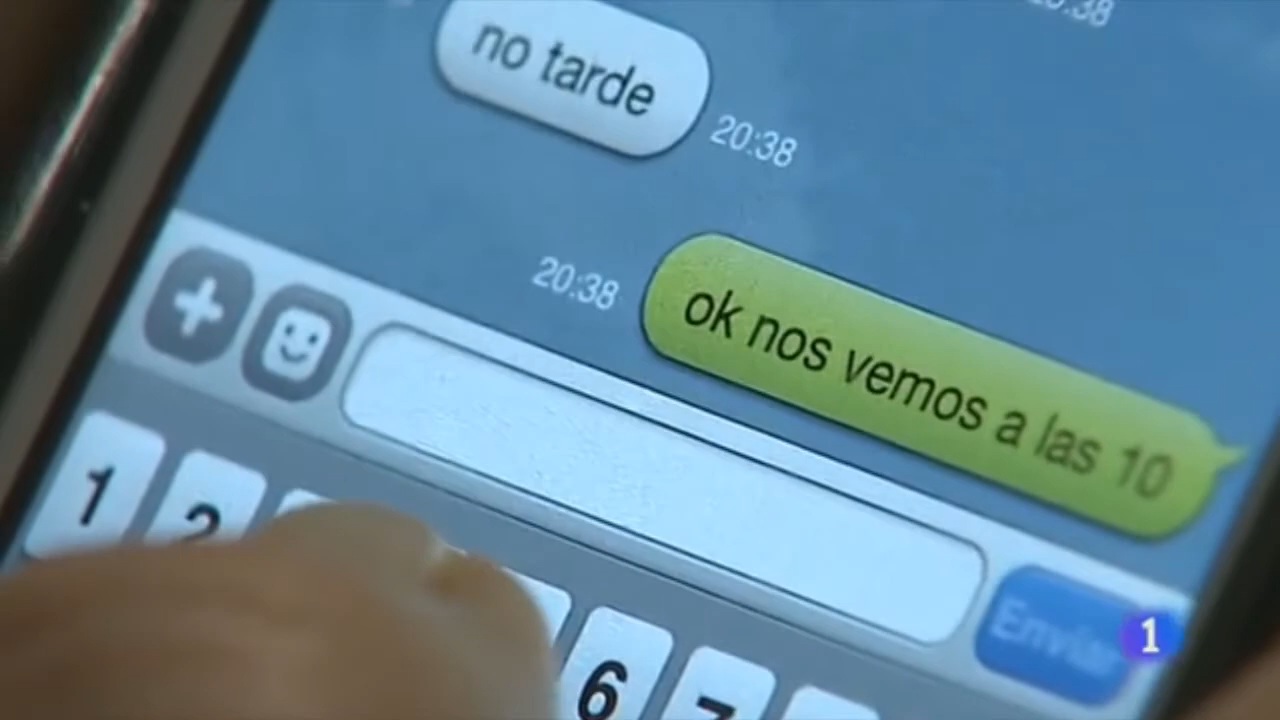 20:38
no tarde
20:38
20:38
ok nos vemos a las 10
Enviar
1
1 2
6 7